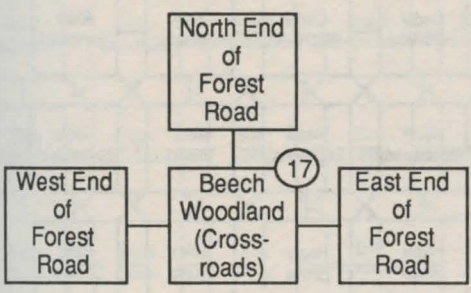 North End
of
Forest
Road
17
West End
of
Forest
Road
Beech
Woodland
(Cross-
roads)
East End
of
Forest
Road